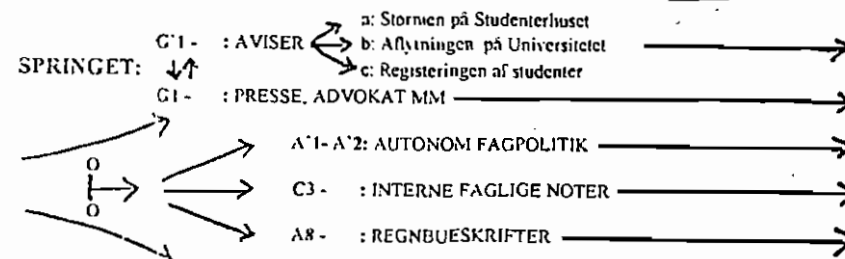 a: Stormen på Studenterhuset
G'1 - : AVISER b: Aflytningen på Universitetet
SPRINGET: c: Registeringen af studenter
G1 - : PRESSE, ADVOKAT MM
A'1- A'2: AUTONOM FAGPOLITIK
O
C3 - : INTERNE FAGLIGE NOTER
O
A8 - : REGNBUESKRIFTER